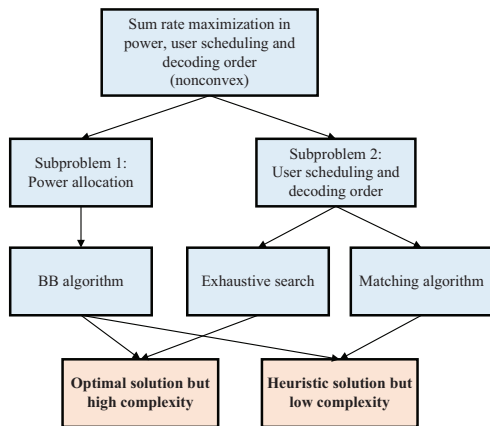 Sum rate maximization in
power, user scheduling and
decoding order
(nonconvex)
Subproblem 1:
Power allocation
Subproblem 2:
User scheduling and
decoding order
BB algorithm
Exhaustive search
Matching algorithm
Optimal solution but
high complexity
Heuristic solution but
low complexity